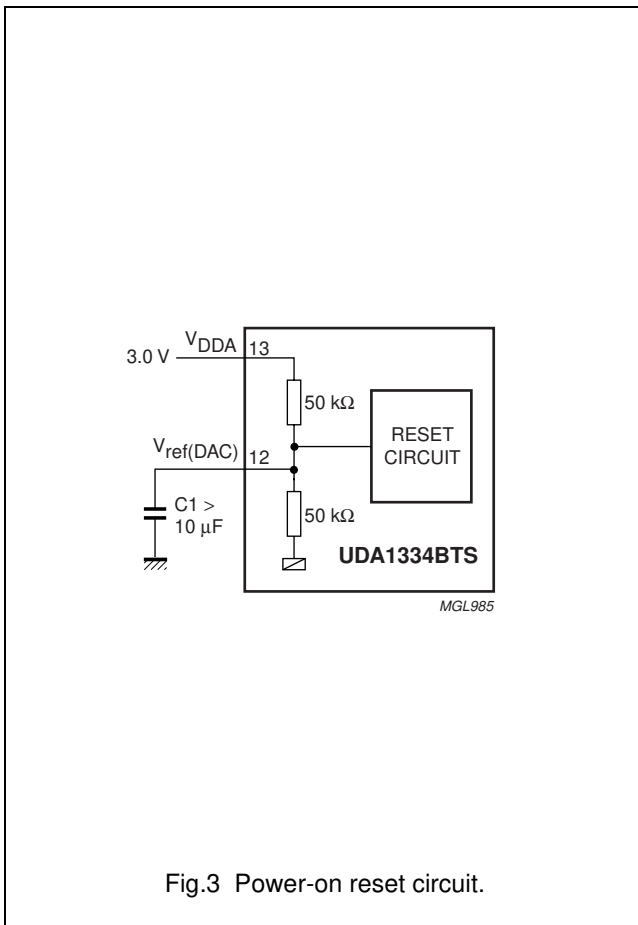 3.0 V
VDDA
13
50 kΩ
RESET
CIRCUIT
Vref(DAC)
12
C1 >
10 μF
50 kΩ
UDA1334BTS
MGL985
Fig.3 Power-on reset circuit.